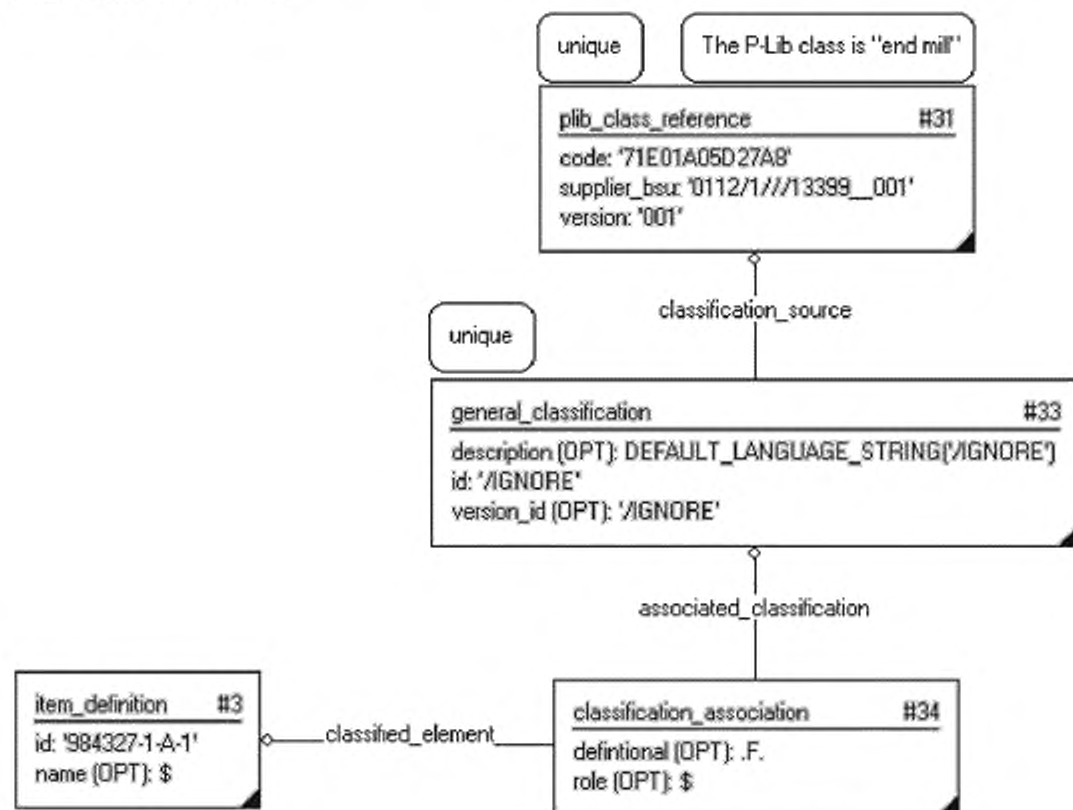 unique
The P-Lib class is "end mill"
plib_class_reference #31
code: '71E01A05D27A8'
supplier_bsu: '0112/1///13399__001'
version: '001'
classification_source
unique
general_classification #33
description (OPT): DEFAULT_LANGUAGE_STRING('/IGNORE')
id: '/IGNORE'
version_id (OPT): '/IGNORE'
associated_classification
item_definition #3
id: '984327-1-A-1'
name (OPT): $
classified_element
classification_association #34
defintional (OPT): .F.
role (OPT): $